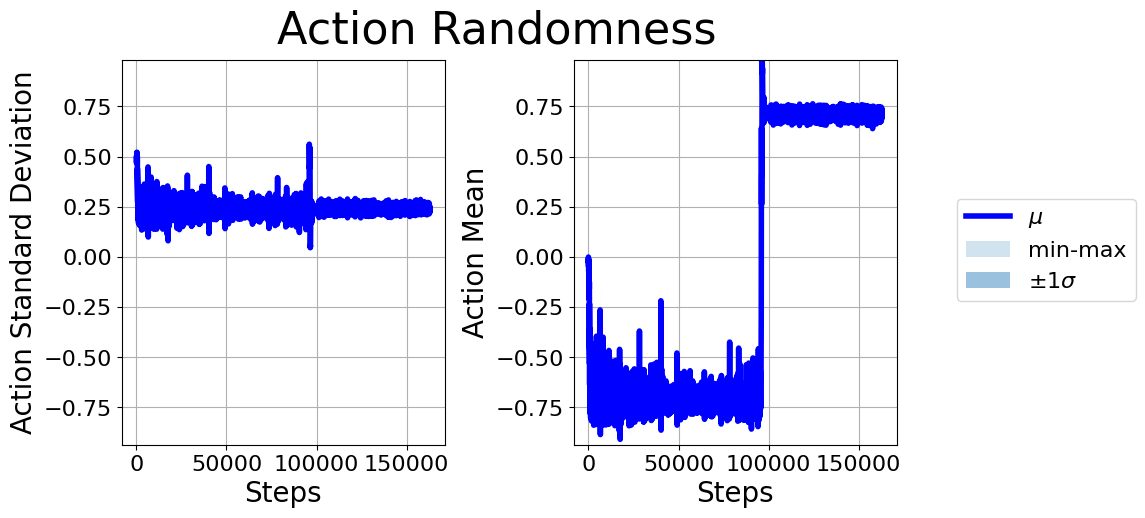 Action Randomness
Action Standard Deviation
0.75
0.50
0.25
0.00
−0.25
−0.50
−0.75
0 50000 100000 150000
Steps
Action Mean
0.75
0.50
0.25
0.00
−0.25
−0.50
−0.75
0 50000 100000 150000
Steps
μ
min-max
±1σ